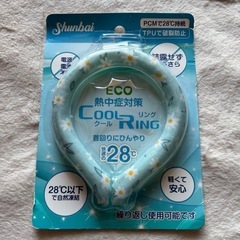 Shunbai
PCMで28℃持続
TPUで破裂防止
ECO
熱中症対策
COOL RING
クール
リング
首回りにひんやり
28℃
28℃以下
で自然凍結
軽くて
安心
繰り返し使用可能です